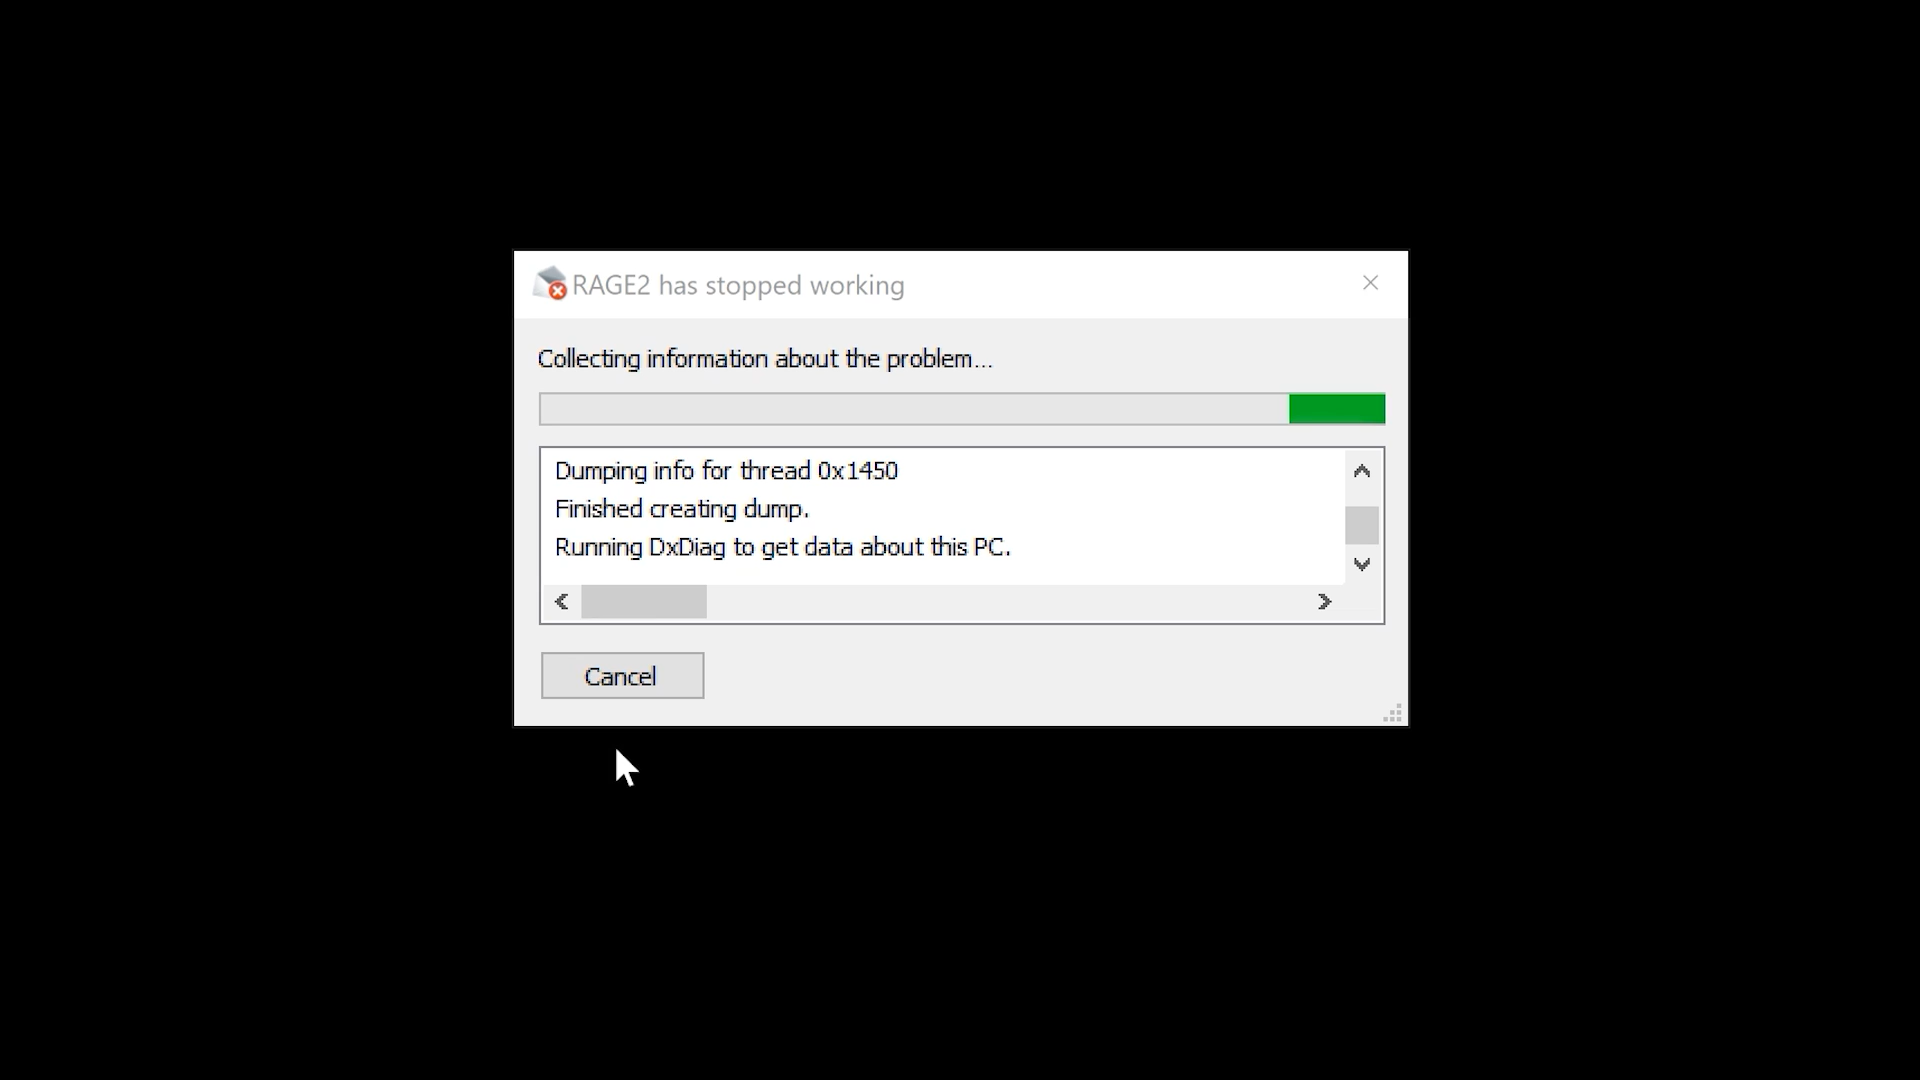 RAGE2 has stopped working
Collecting information about the problem...
Dumping info for thread 0x1450
Finished creating dump.
Running DxDiag to get data about this PC.
Cancel